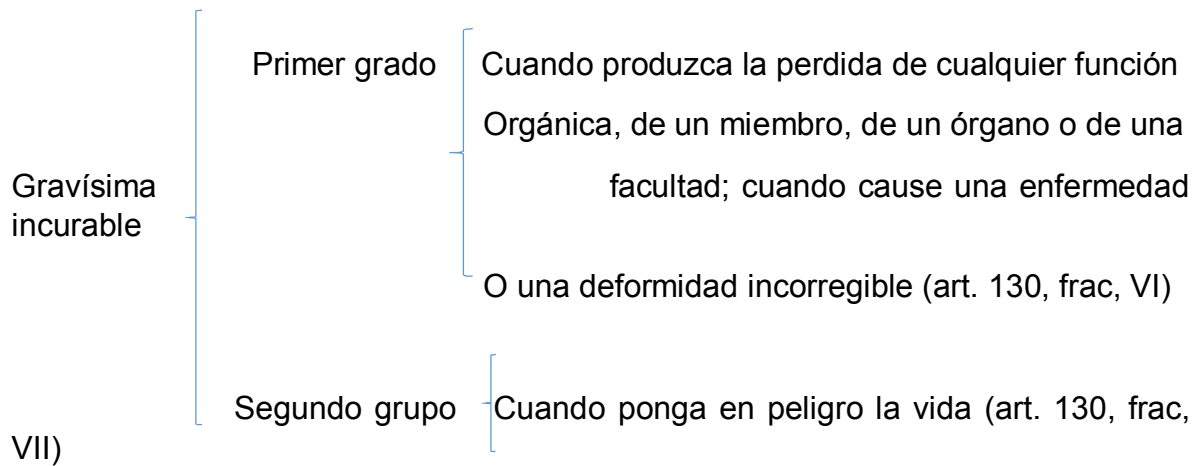 Primer grado Cuando produzca la perdida de cualquier función
Orgánica, de un miembro, de un órgano o de una
Gravísima facultad; cuando cause una enfermedad
incurable
O una deformidad incorregible (art. 130, frac, VI)
Segundo grupo Cuando ponga en peligro la vida (art. 130, frac,
VII)